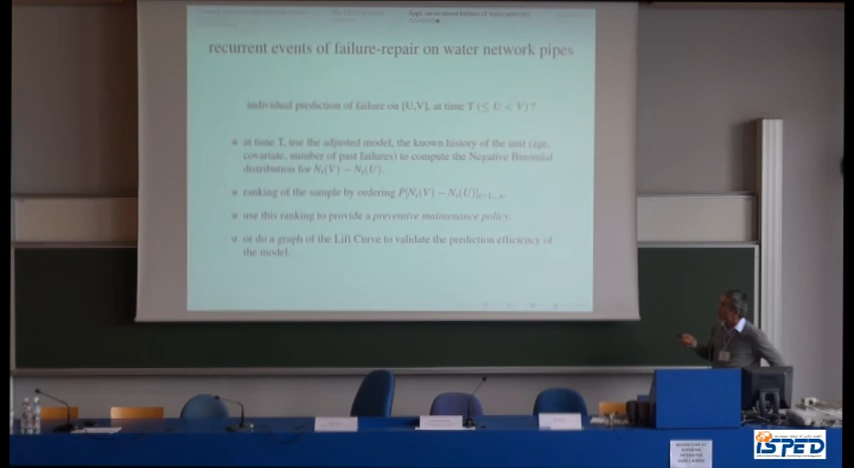 recurrent events of failure-repair on water network pipes
individual prediction of failure on [U,V], at time T (≤ U < V) ?
at time T, use the adjusted model, the known history of the unit (age,
covariate, number of past failures) to compute the Negative Binomial
distribution for Nᵢ(V) − Nᵢ(U).
ranking of the sample by ordering P[Nᵢ(V) − Nᵢ(U)]ᵢ₌₁,...ₙ.
use this ranking to provide a preventive maintenance policy.
or do a graph of the Lift Curve to validate the prediction efficiency of
the model.
ISPED